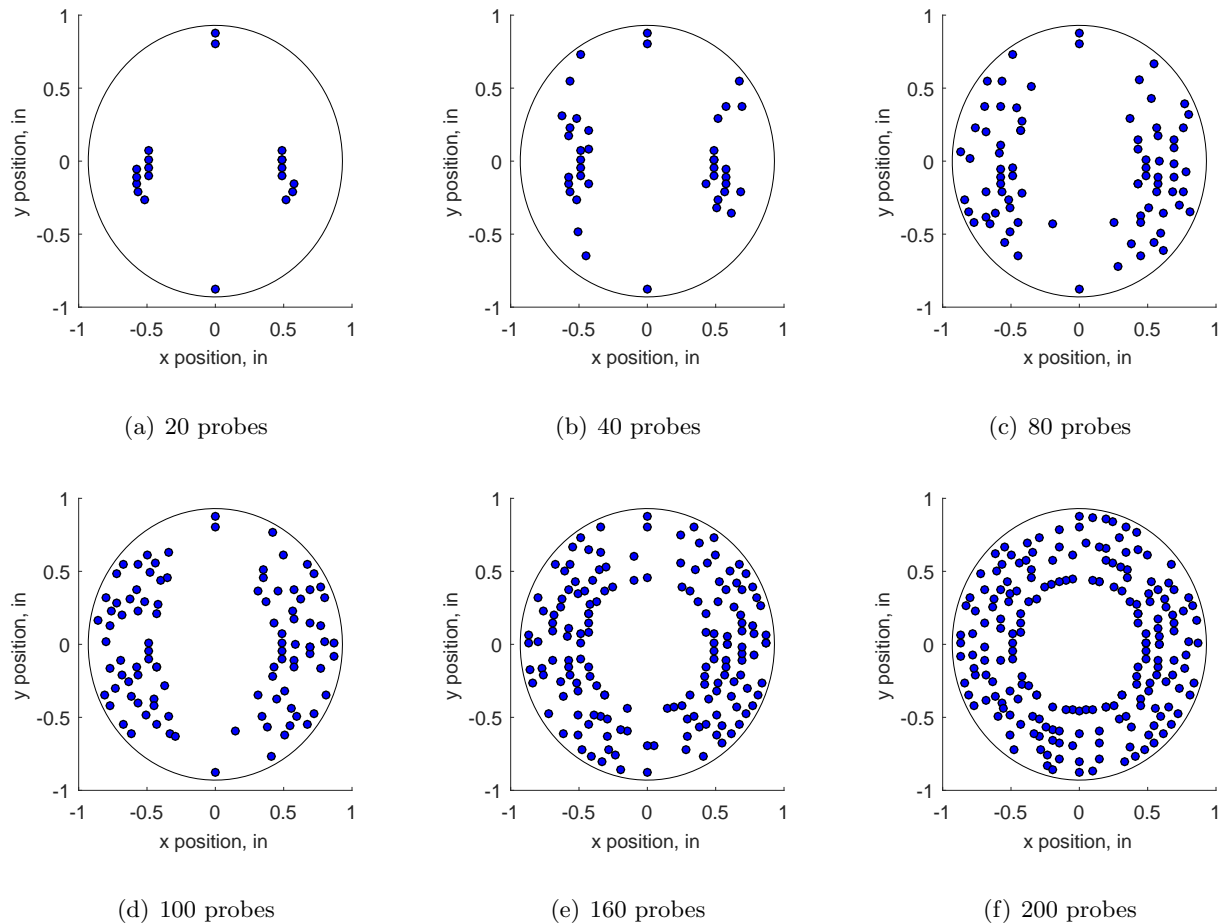 1
0.5
0
-0.5
-1
-1 -0.5 0 0.5 1
x position, in
y position, in
(a) 20 probes
1
0.5
0
-0.5
-1
-1 -0.5 0 0.5 1
x position, in
y position, in
(b) 40 probes
1
0.5
0
-0.5
-1
-1 -0.5 0 0.5 1
x position, in
y position, in
(c) 80 probes
1
0.5
0
-0.5
-1
-1 -0.5 0 0.5 1
x position, in
y position, in
(d) 100 probes
1
0.5
0
-0.5
-1
-1 -0.5 0 0.5 1
x position, in
y position, in
(e) 160 probes
1
0.5
0
-0.5
-1
-1 -0.5 0 0.5 1
x position, in
y position, in
(f) 200 probes